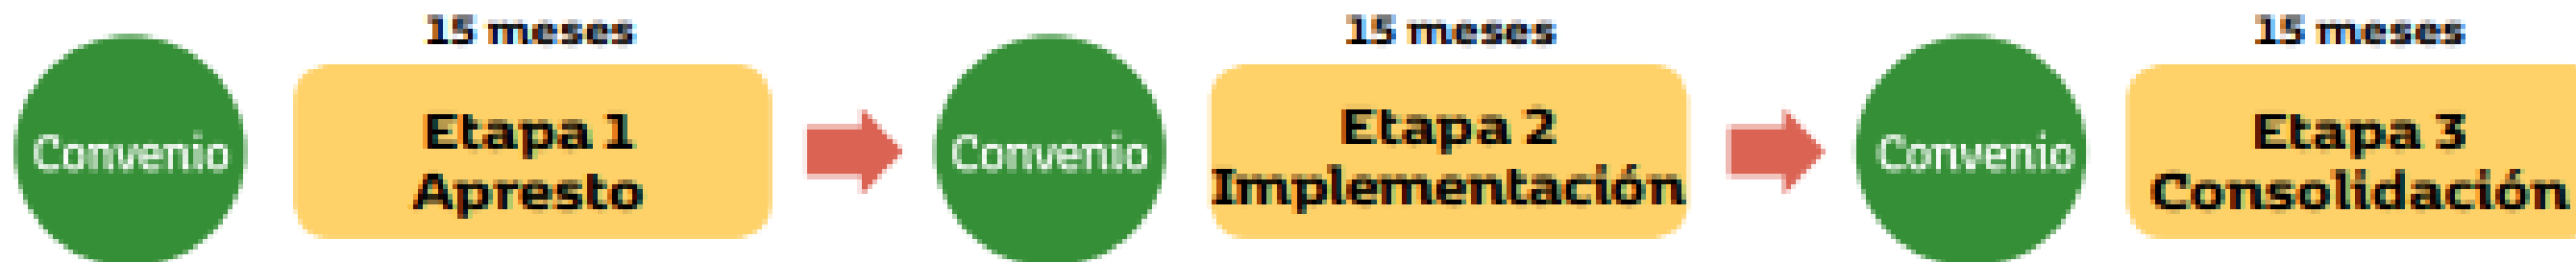 15 meses
15 meses
15 meses
Convenio
Etapa 1
Apresto
Convenio
Etapa 2
Implementación
Convenio
Etapa 3
Consolidación